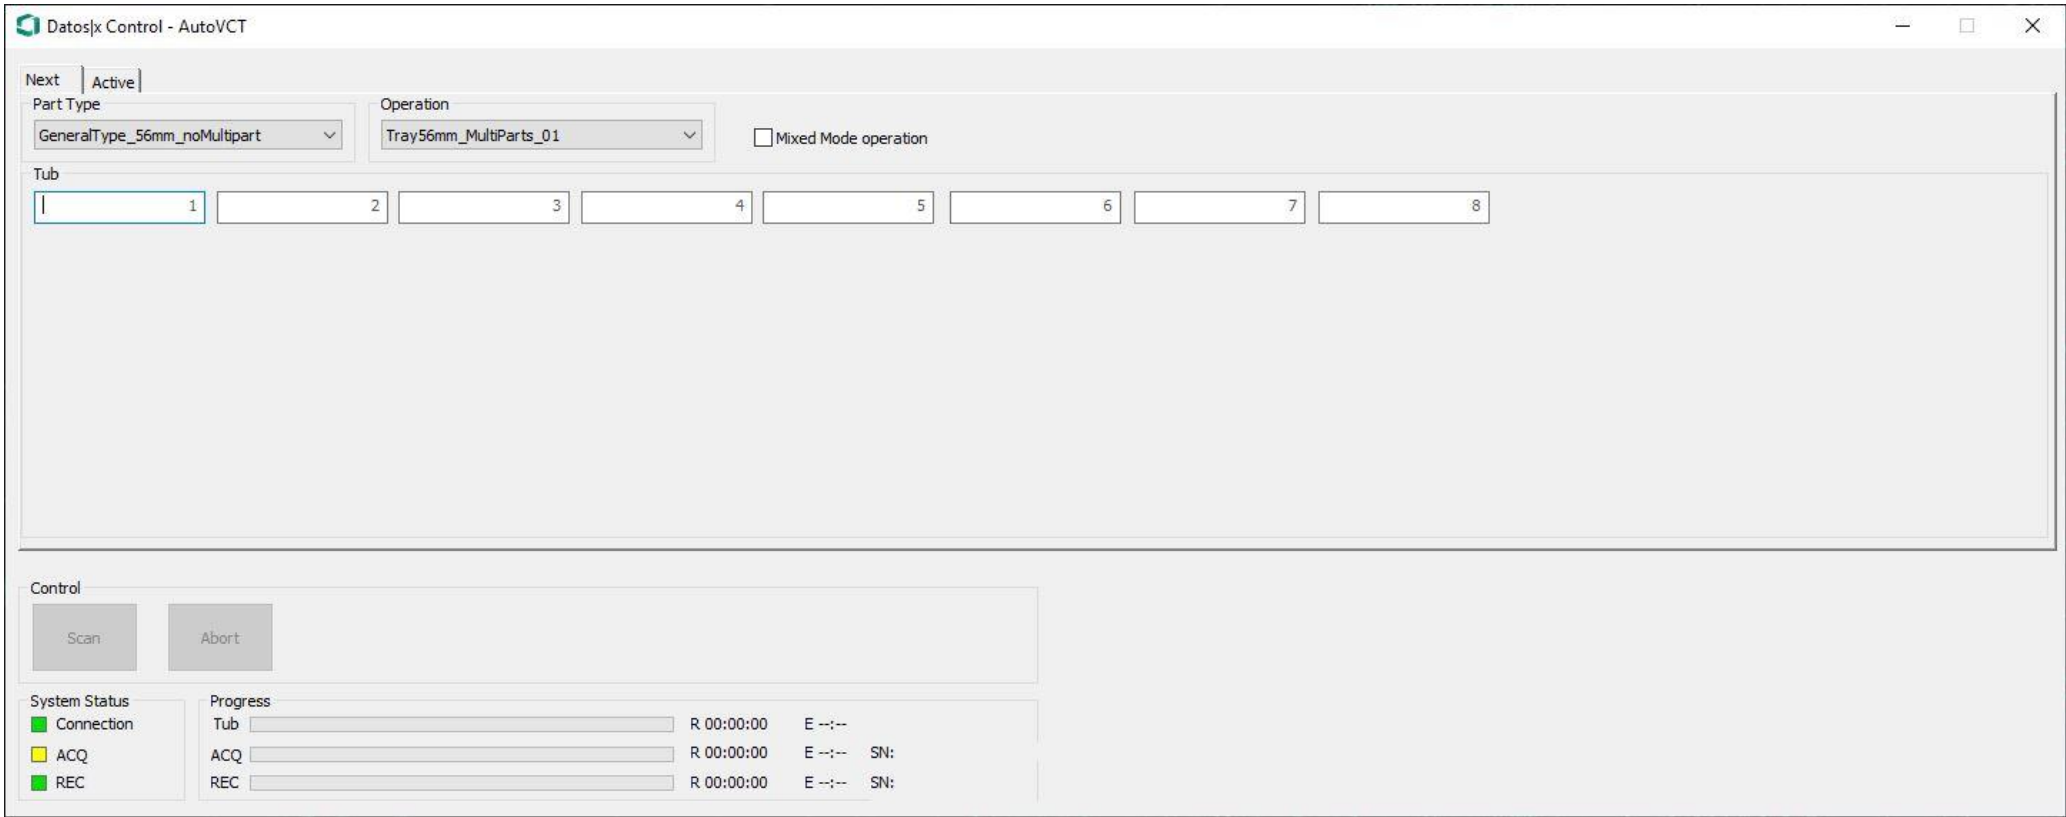 Datos|x Control - AutoVCT
Next Active
Part Type Operation
GeneralType_56mm_noMultipart Tray56mm_MultiParts_01 Mixed Mode operation
Tub
1 2 3 4 5 6 7 8
Control
Scan Abort
System Status Progress
Connection Tub R 00:00:00 E --:--
ACQ ACQ R 00:00:00 E --:-- SN:
REC REC R 00:00:00 E --:-- SN: